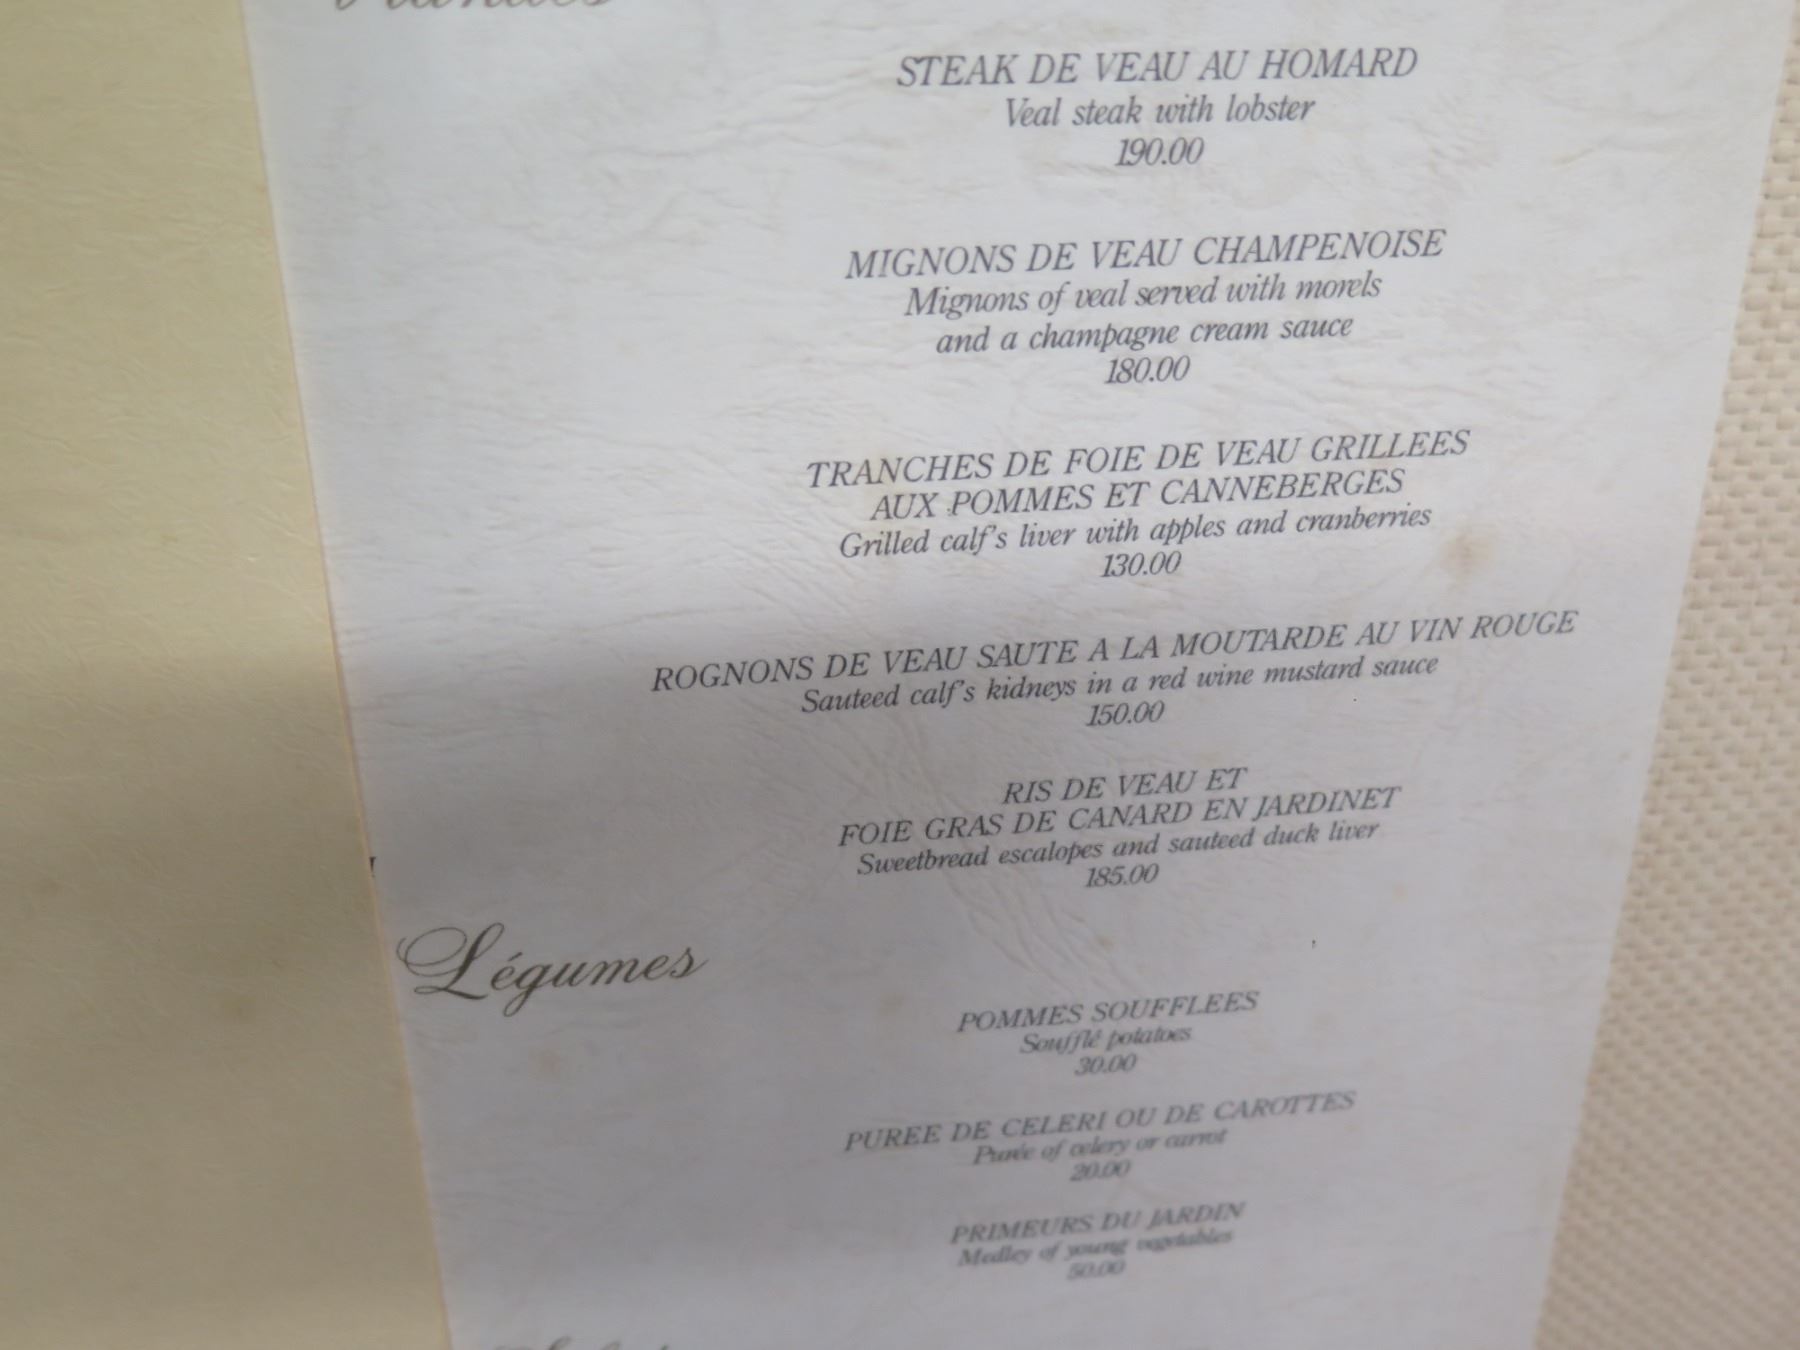 STEAK DE VEAU AU HOMARD
Veal steak with lobster
190.00
MIGNONS DE VEAU CHAMPENOISE
Mignons of veal served with morels
and a champagne cream sauce
180.00
TRANCHES DE FOIE DE VEAU GRILLEES
AUX POMMES ET CANNEBERGES
Grilled calf's liver with apples and cranberries
130.00
ROGNONS DE VEAU SAUTE A LA MOUTARDE AU VIN ROUGE
Sauteed calf's kidneys in a red wine mustard sauce
150.00
RIS DE VEAU ET
FOIE GRAS DE CANARD EN JARDINET
Sweetbread escalopes and sauteed duck liver
185.00
Légumes
POMMES SOUFFLEES
Soufflé potatoes
30.00
PUREE DE CELERI OU DE CAROTTES
Purée of celery or carrot
20.00
PRIMEURS DU JARDIN
Medley of young vegetables
50.00